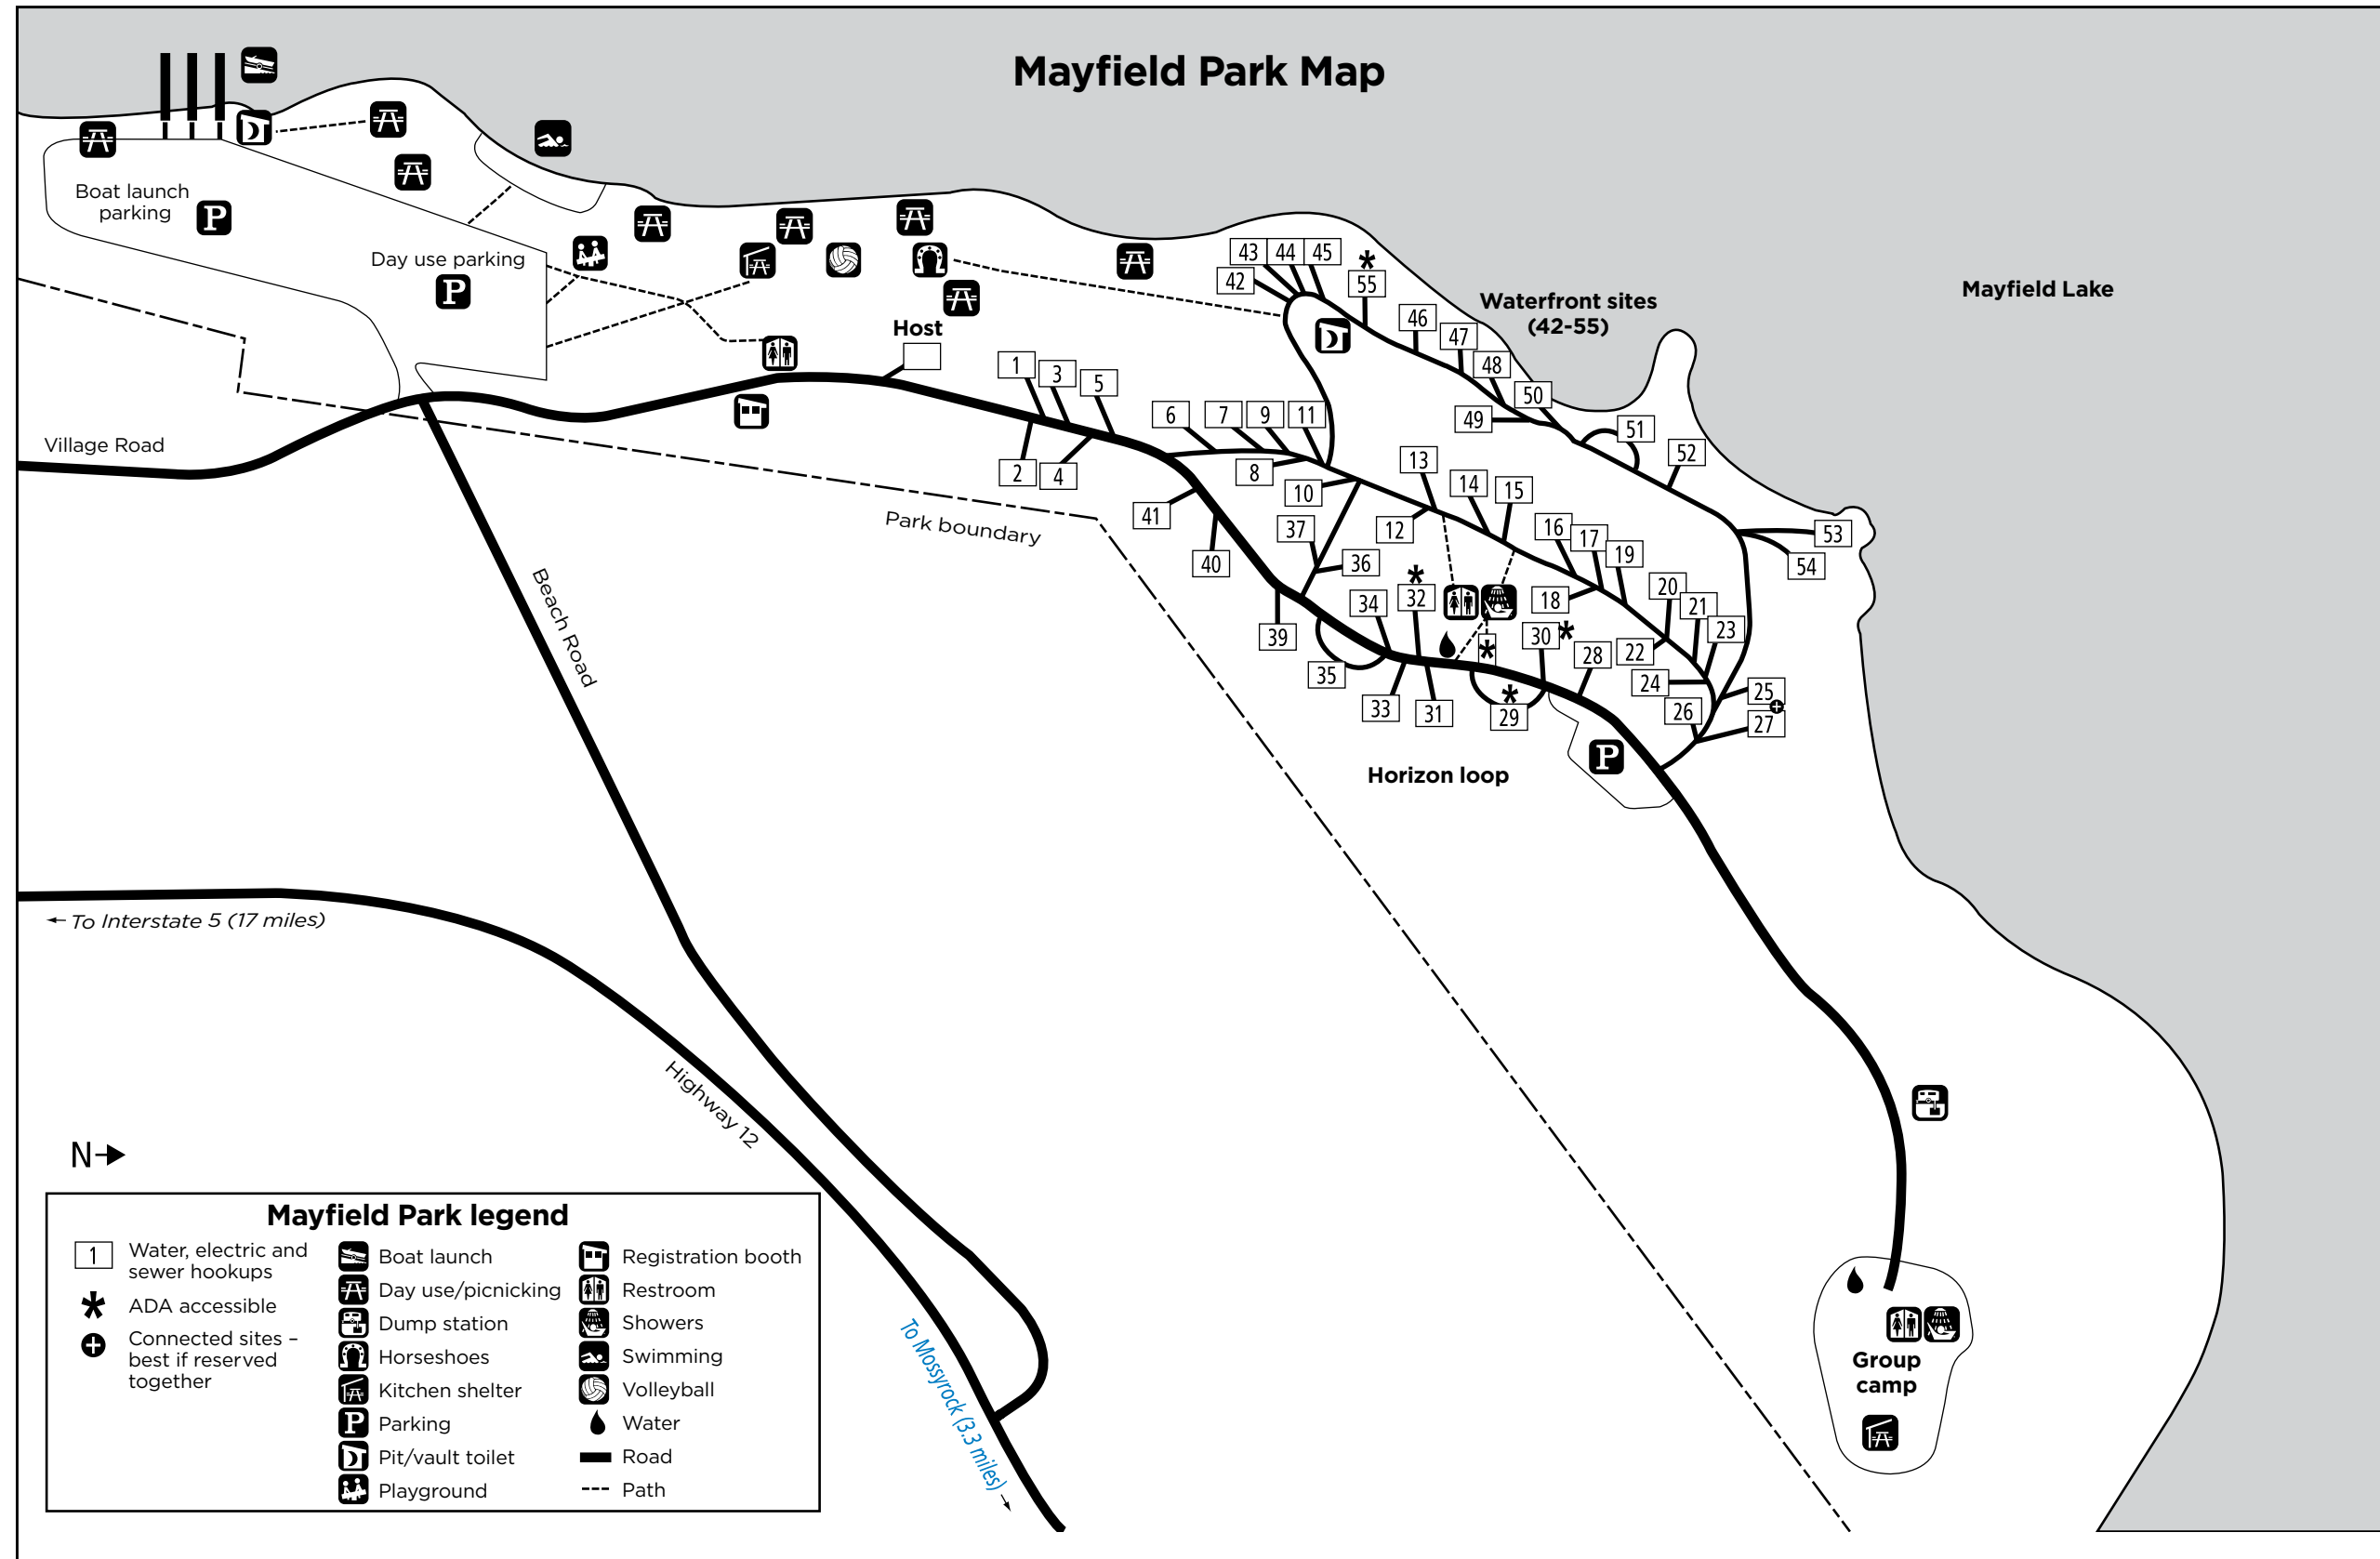 Mayfield Park Map
Boat launch
parking
P
Day use parking
P
Host
Village Road
Beach Road
Park boundary
Waterfront sites
(42-55)
Mayfield Lake
43
44
45
42
55
46
47
48
50
49
51
52
53
54
1
3
5
2
4
6
7
9
11
8
10
13
14
15
12
41
40
37
36
16
17
19
18
39
34
32
35
33
31
30
29
28
20
21
23
22
24
26
25
27
P
Horizon loop
To Interstate 5 (17 miles)
Highway 12
To Mossyrock (3.3 miles)
Group
camp
N
Mayfield Park legend
1
Water, electric and
sewer hookups
ADA accessible
Connected sites –
best if reserved
together
Boat launch
Day use/picnicking
Dump station
Horseshoes
Kitchen shelter
P
Parking
Pit/vault toilet
Playground
Registration booth
Restroom
Showers
Swimming
Volleyball
Water
Road
Path